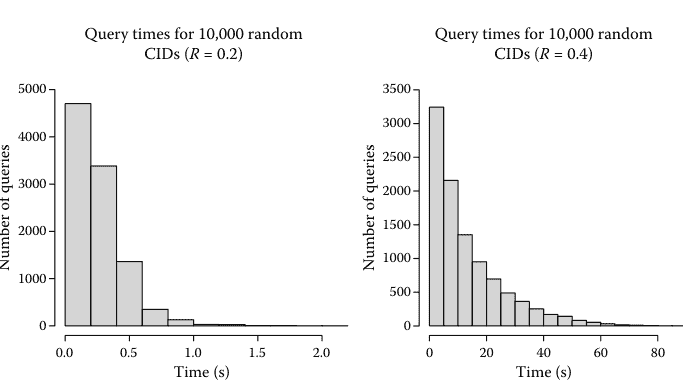 Query times for 10,000 random
CIDs (R = 0.2)
Number of queries
5000
4000
3000
2000
1000
0
0.0 0.5 1.0 1.5 2.0
Time (s)
Query times for 10,000 random
CIDs (R = 0.4)
Number of queries
3500
3000
2500
2000
1500
1000
500
0
0 20 40 60 80
Time (s)